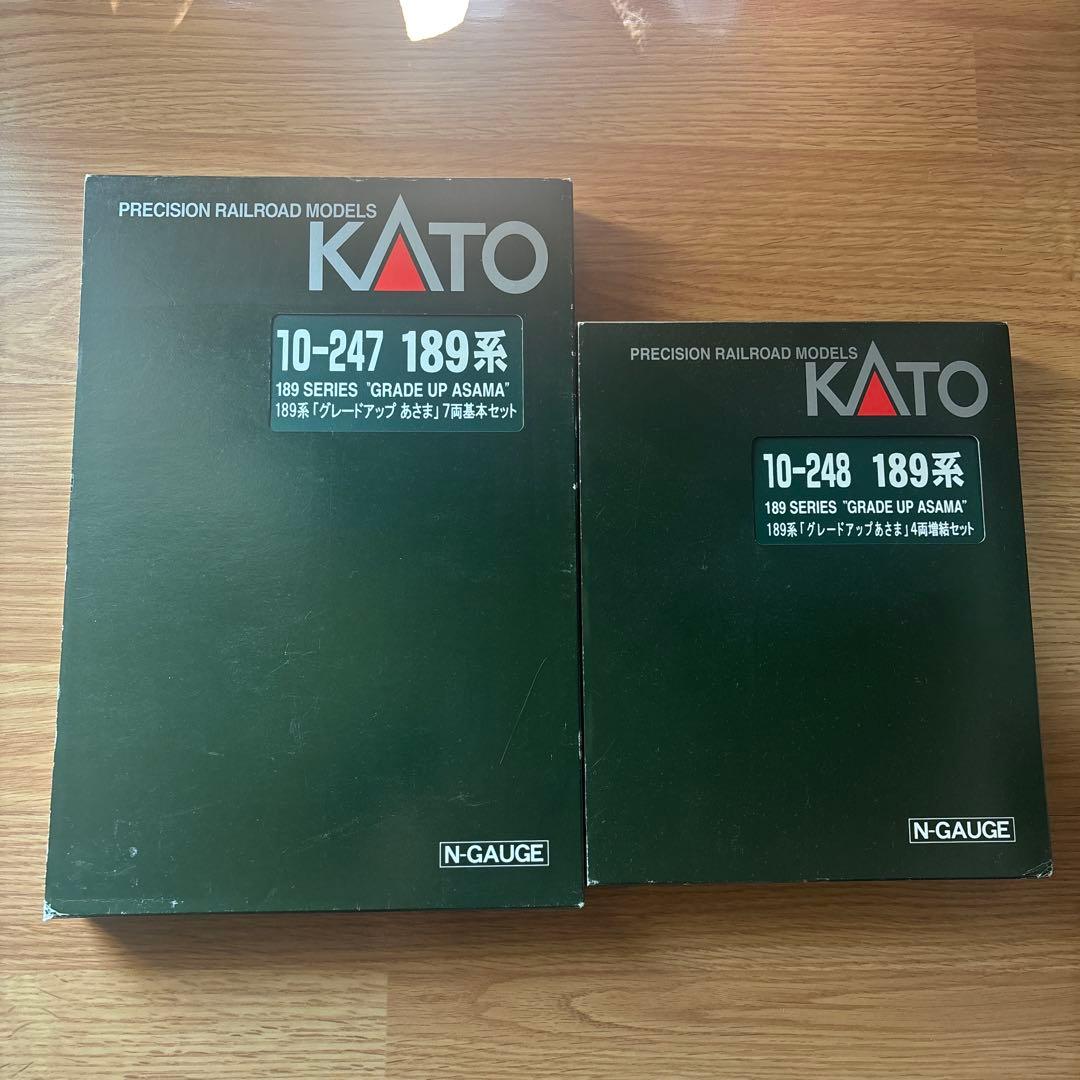 PRECISION RAILROAD MODELS
KATO
10-247 189系
189 SERIES "GRADE UP ASAMA"
189系「グレードアップ あさま」7両基本セット
N-GAUGE
PRECISION RAILROAD MODELS
KATO
10-248 189系
189 SERIES "GRADE UP ASAMA"
189系「グレードアップあさま」4両増結セット
N-GAUGE